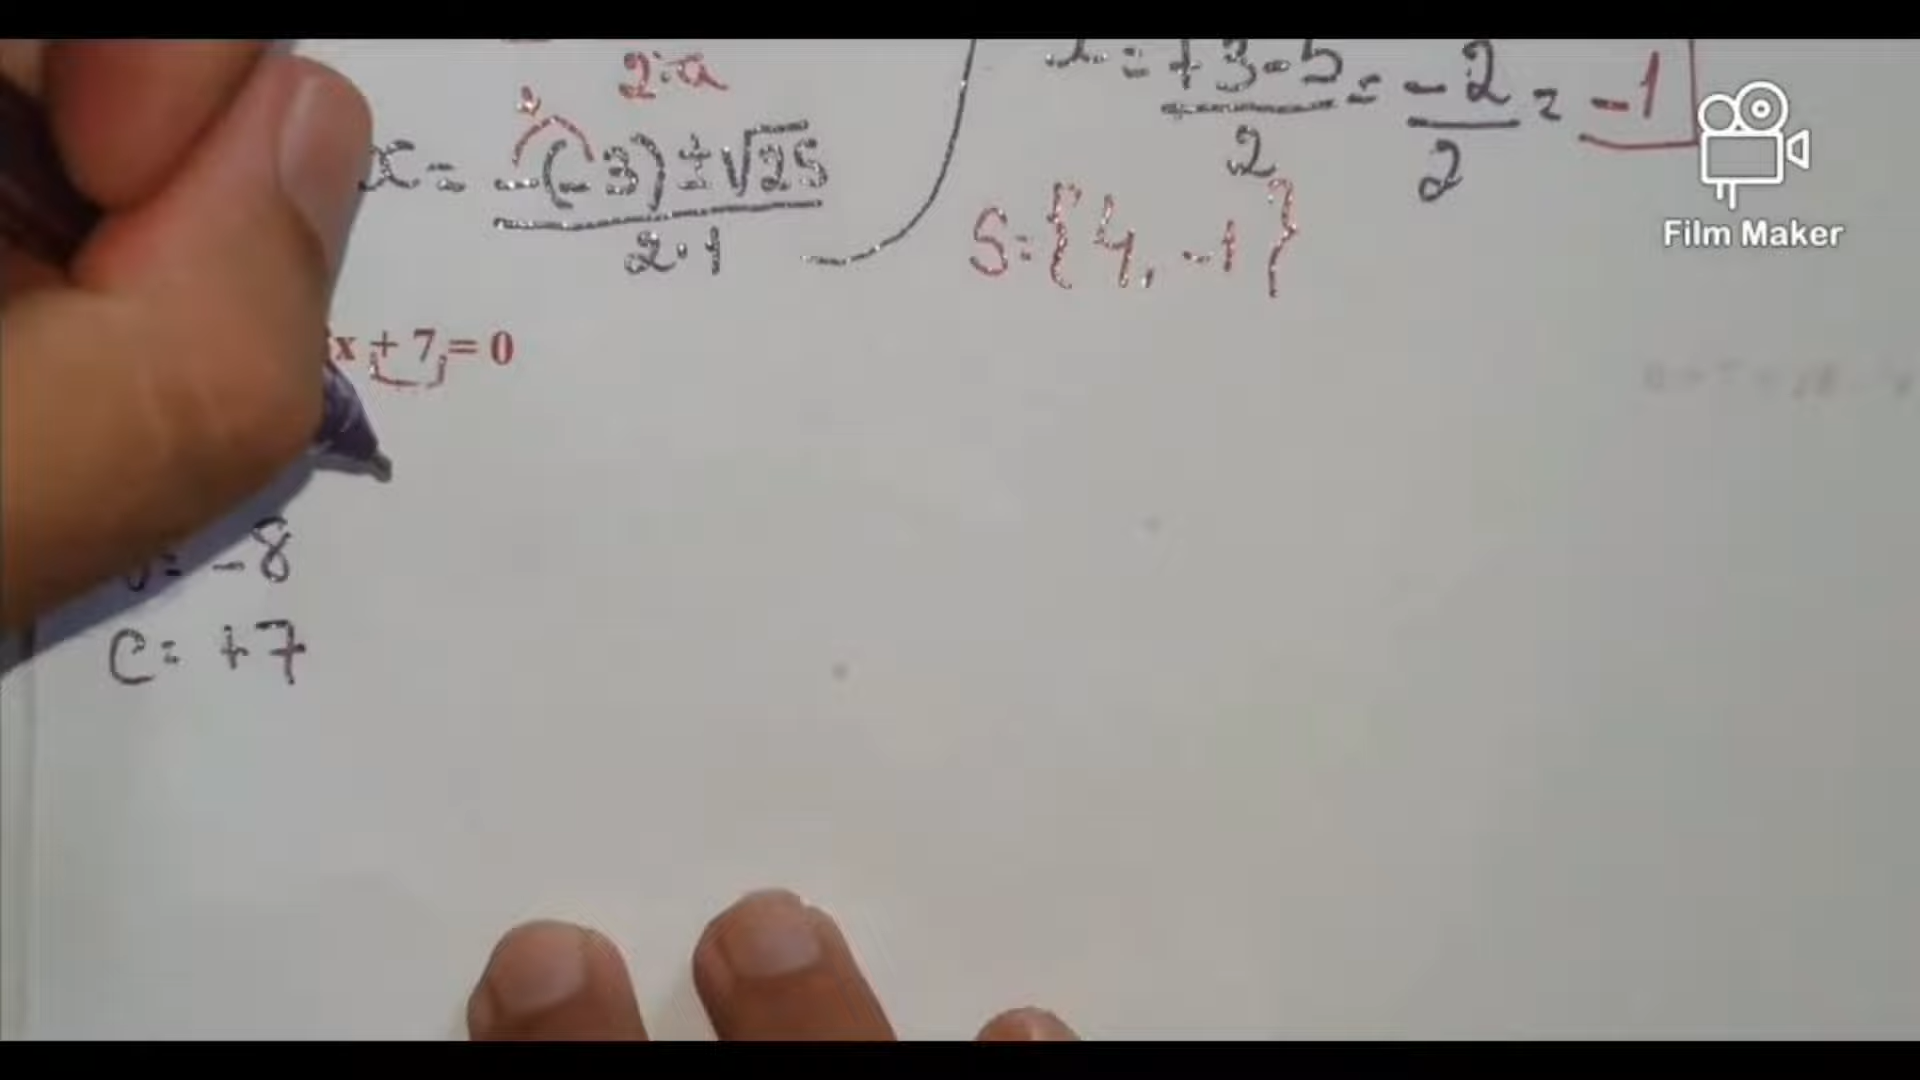 2·a
x = -(-3) ± √25
2·1
= +3-5 = -2 = -1
2 2
S={4, -1}
Film Maker
x + 7 = 0
= -8
c= +7